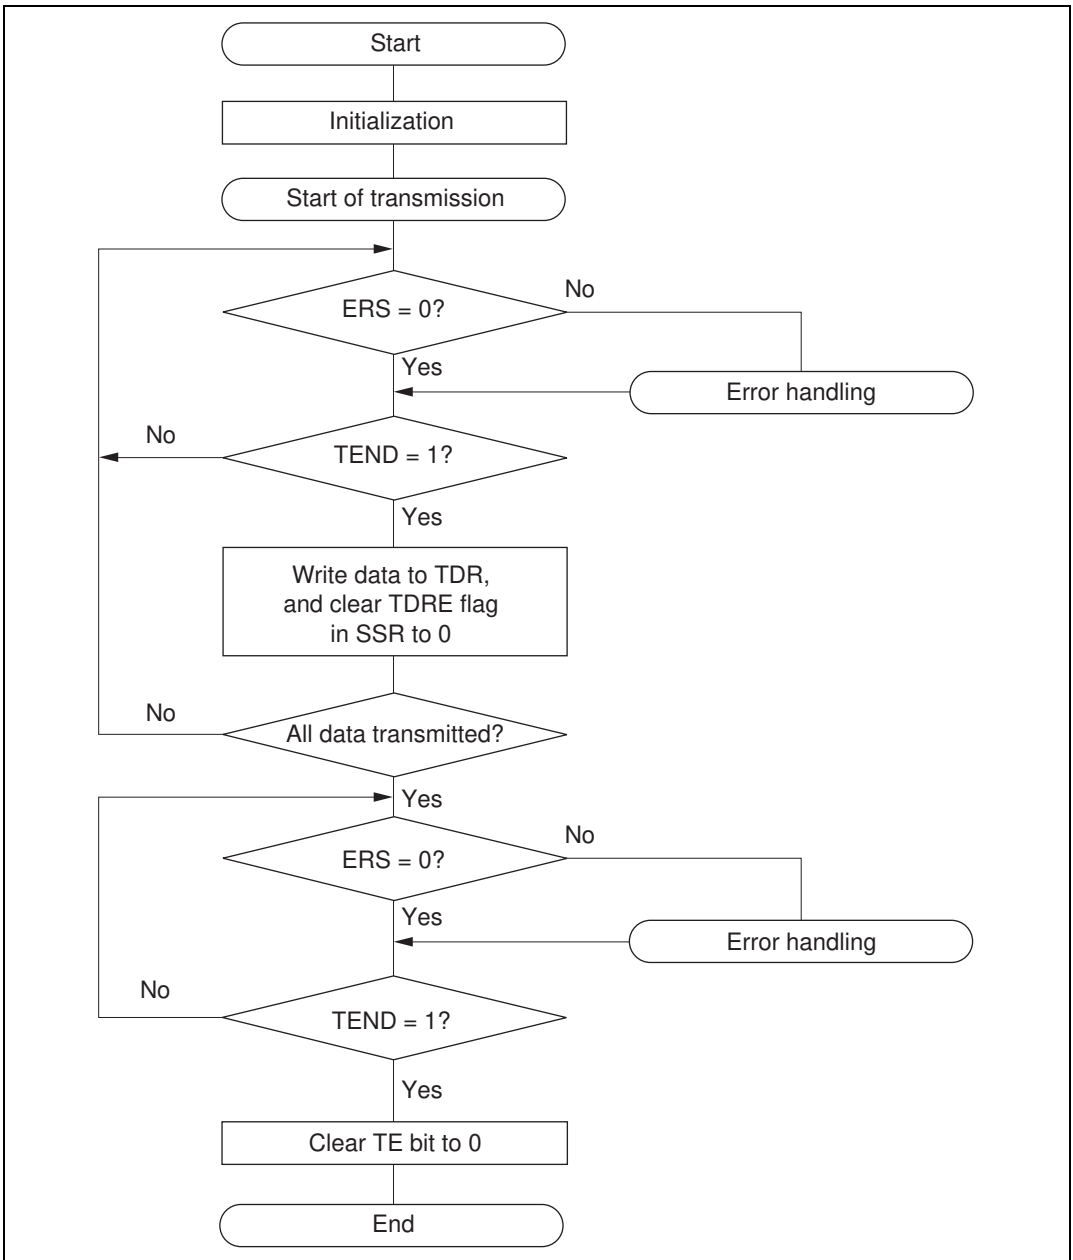 Start
Initialization
Start of transmission
ERS = 0?
No
Yes
Error handling
No
TEND = 1?
Yes
Write data to TDR,
and clear TDRE flag
in SSR to 0
No
All data transmitted?
Yes
No
ERS = 0?
Yes
Error handling
No
TEND = 1?
Yes
Clear TE bit to 0
End